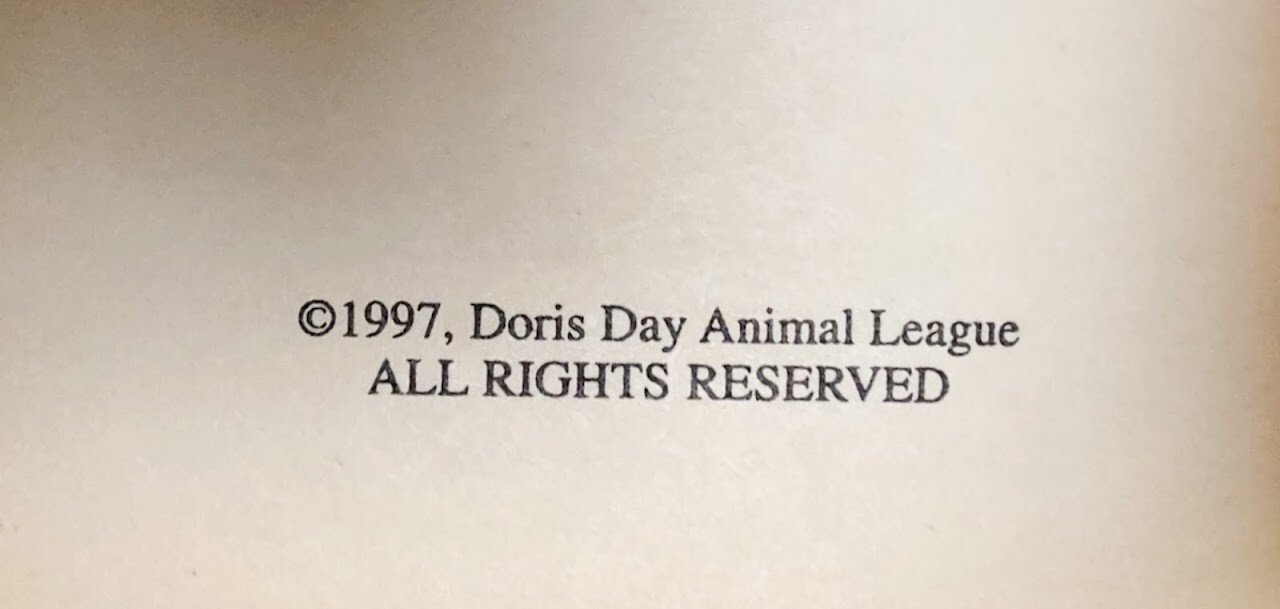 ©1997, Doris Day Animal League
ALL RIGHTS RESERVED